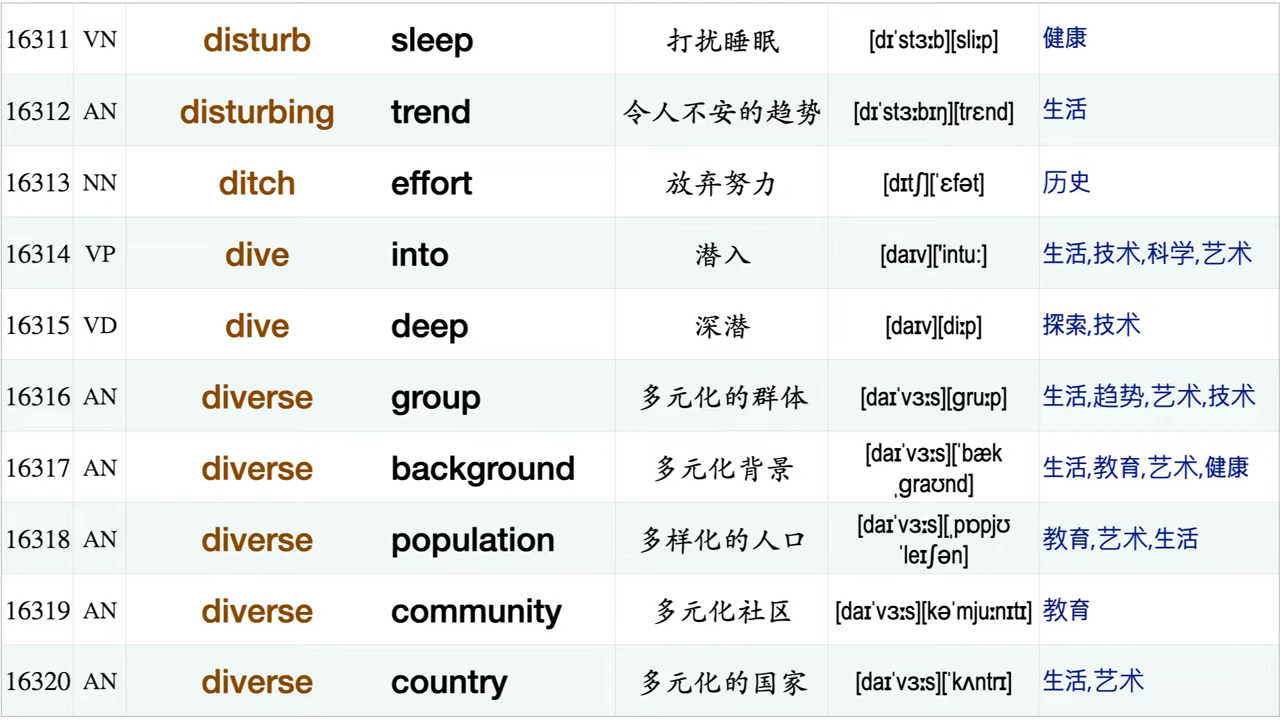 16311 VN disturb sleep 打扰睡眠 [dɪˈstɜːb][sliːp] 健康
16312 AN disturbing trend 令人不安的趋势 [dɪˈstɜːbɪŋ][trɛnd] 生活
16313 NN ditch effort 放弃努力 [dɪtʃ][ˈɛfət] 历史
16314 VP dive into 潜入 [daɪv]['intu:] 生活,技术,科学,艺术
16315 VD dive deep 深潜 [daɪv][diːp] 探索,技术
16316 AN diverse group 多元化的群体 [daɪˈvɜːs][ɡruːp] 生活,趋势,艺术,技术
16317 AN diverse background 多元化背景 [daɪˈvɜːs][ˈbæk
ˌɡraʊnd] 生活,教育,艺术,健康
16318 AN diverse population 多样化的人口 [daɪˈvɜːs][ˌpɒpjʊ
ˈleɪʃən] 教育,艺术,生活
16319 AN diverse community 多元化社区 [daɪˈvɜːs][kəˈmjuːnɪtɪ] 教育
16320 AN diverse country 多元化的国家 [daɪˈvɜːs][ˈkʌntrɪ] 生活,艺术